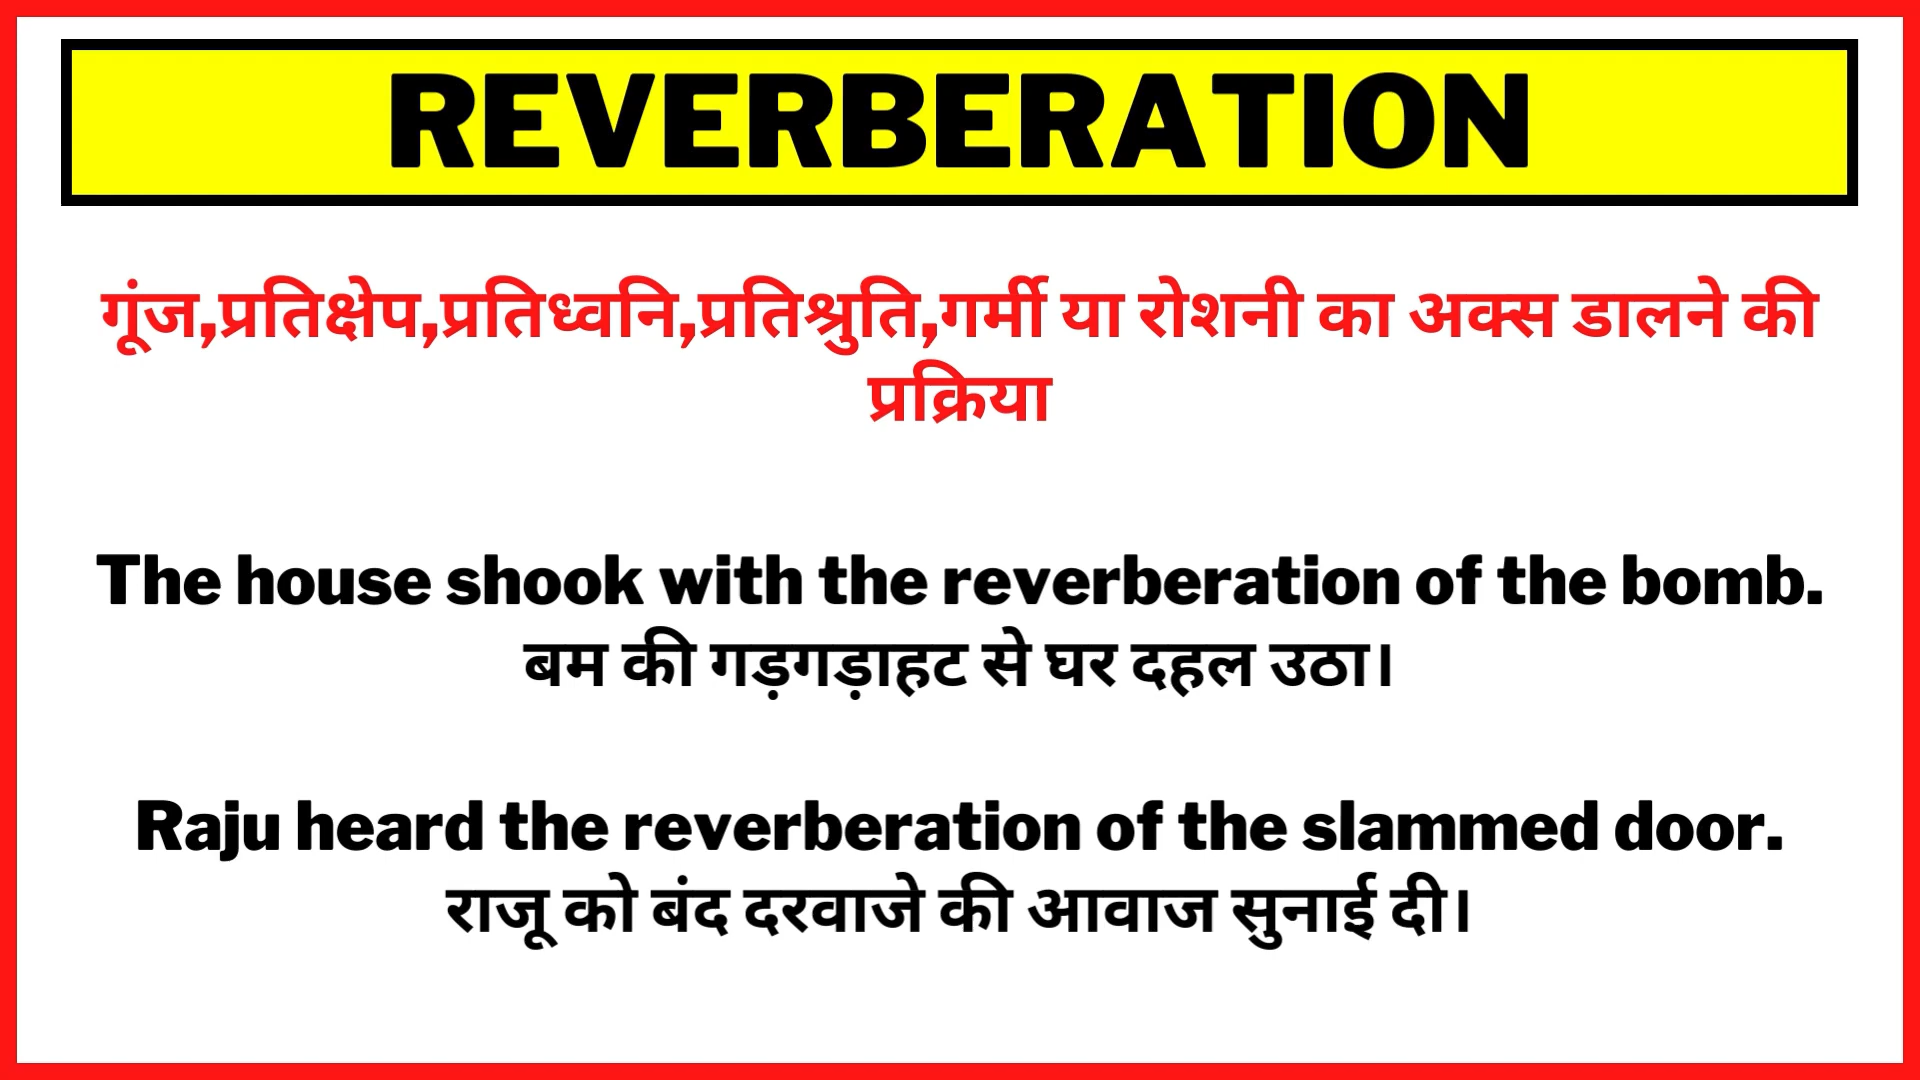 REVERBERATION
गूंज,प्रतिक्षेप,प्रतिध्वनि,प्रतिश्रुति,गर्मी या रोशनी का अक्स डालने की
प्रक्रिया
The house shook with the reverberation of the bomb.
बम की गड़गड़ाहट से घर दहल उठा।
Raju heard the reverberation of the slammed door.
राजू को बंद दरवाजे की आवाज सुनाई दी।